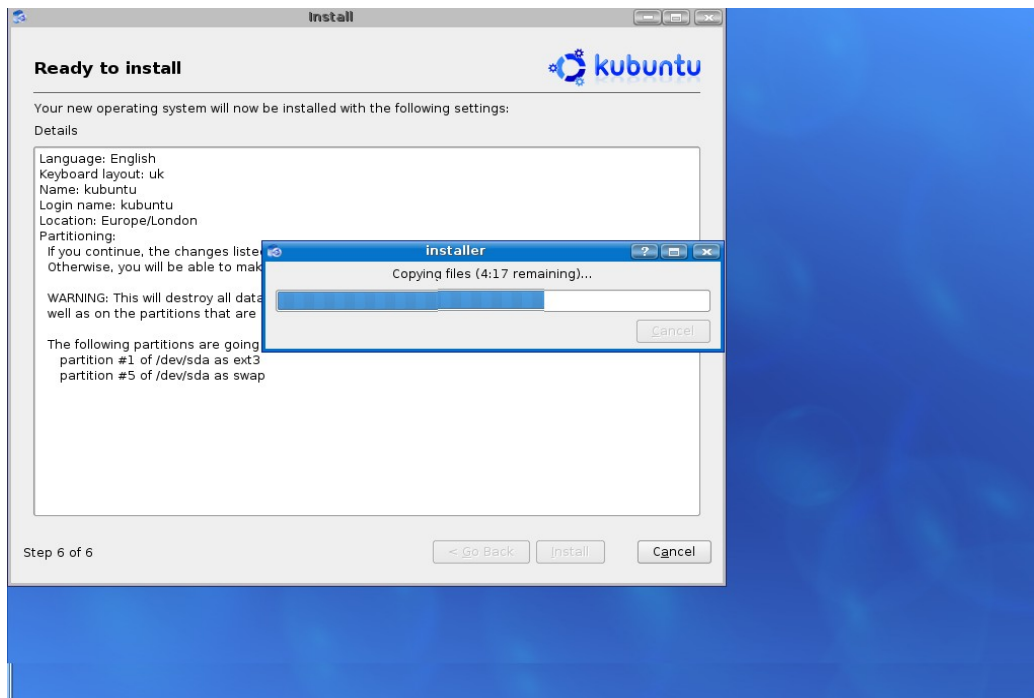 Install
Ready to install
kubuntu
Your new operating system will now be installed with the following settings:
Details
Language: English
Keyboard layout: uk
Name: kubuntu
Login name: kubuntu
Location: Europe/London
Partitioning:
If you continue, the changes liste
Otherwise, you will be able to mak
WARNING: This will destroy all data
well as on the partitions that are
The following partitions are going
partition #1 of /dev/sda as ext3
partition #5 of /dev/sda as swap
installer
Copying files (4:17 remaining)...
Cancel
Step 6 of 6
< Go Back
Install
Cancel